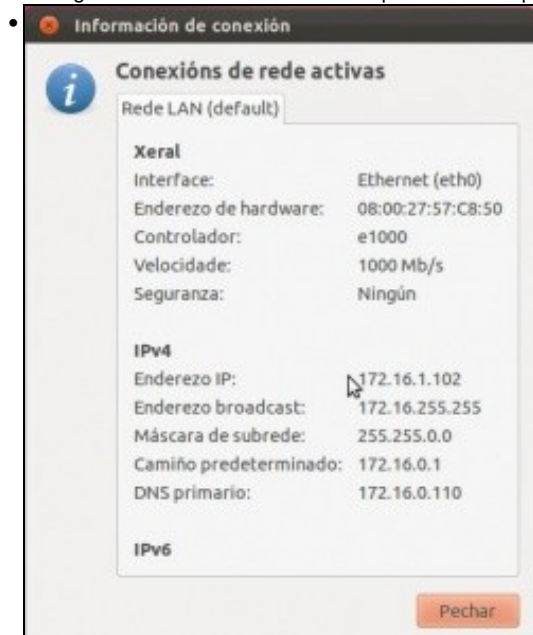 Información de conexión
Conexións de rede activas
Rede LAN (default)
Xeral
Interface: Ethernet (eth0)
Enderezo de hardware: 08:00:27:57:C8:50
Controlador: e1000
Velocidade: 1000 Mb/s
Seguranza: Ningún
IPv4
Enderezo IP: 172.16.1.102
Enderezo broadcast: 172.16.255.255
Máscara de subrede: 255.255.0.0
Camiño predeterminado: 172.16.0.1
DNS primario: 172.16.0.110
IPv6
Pechar